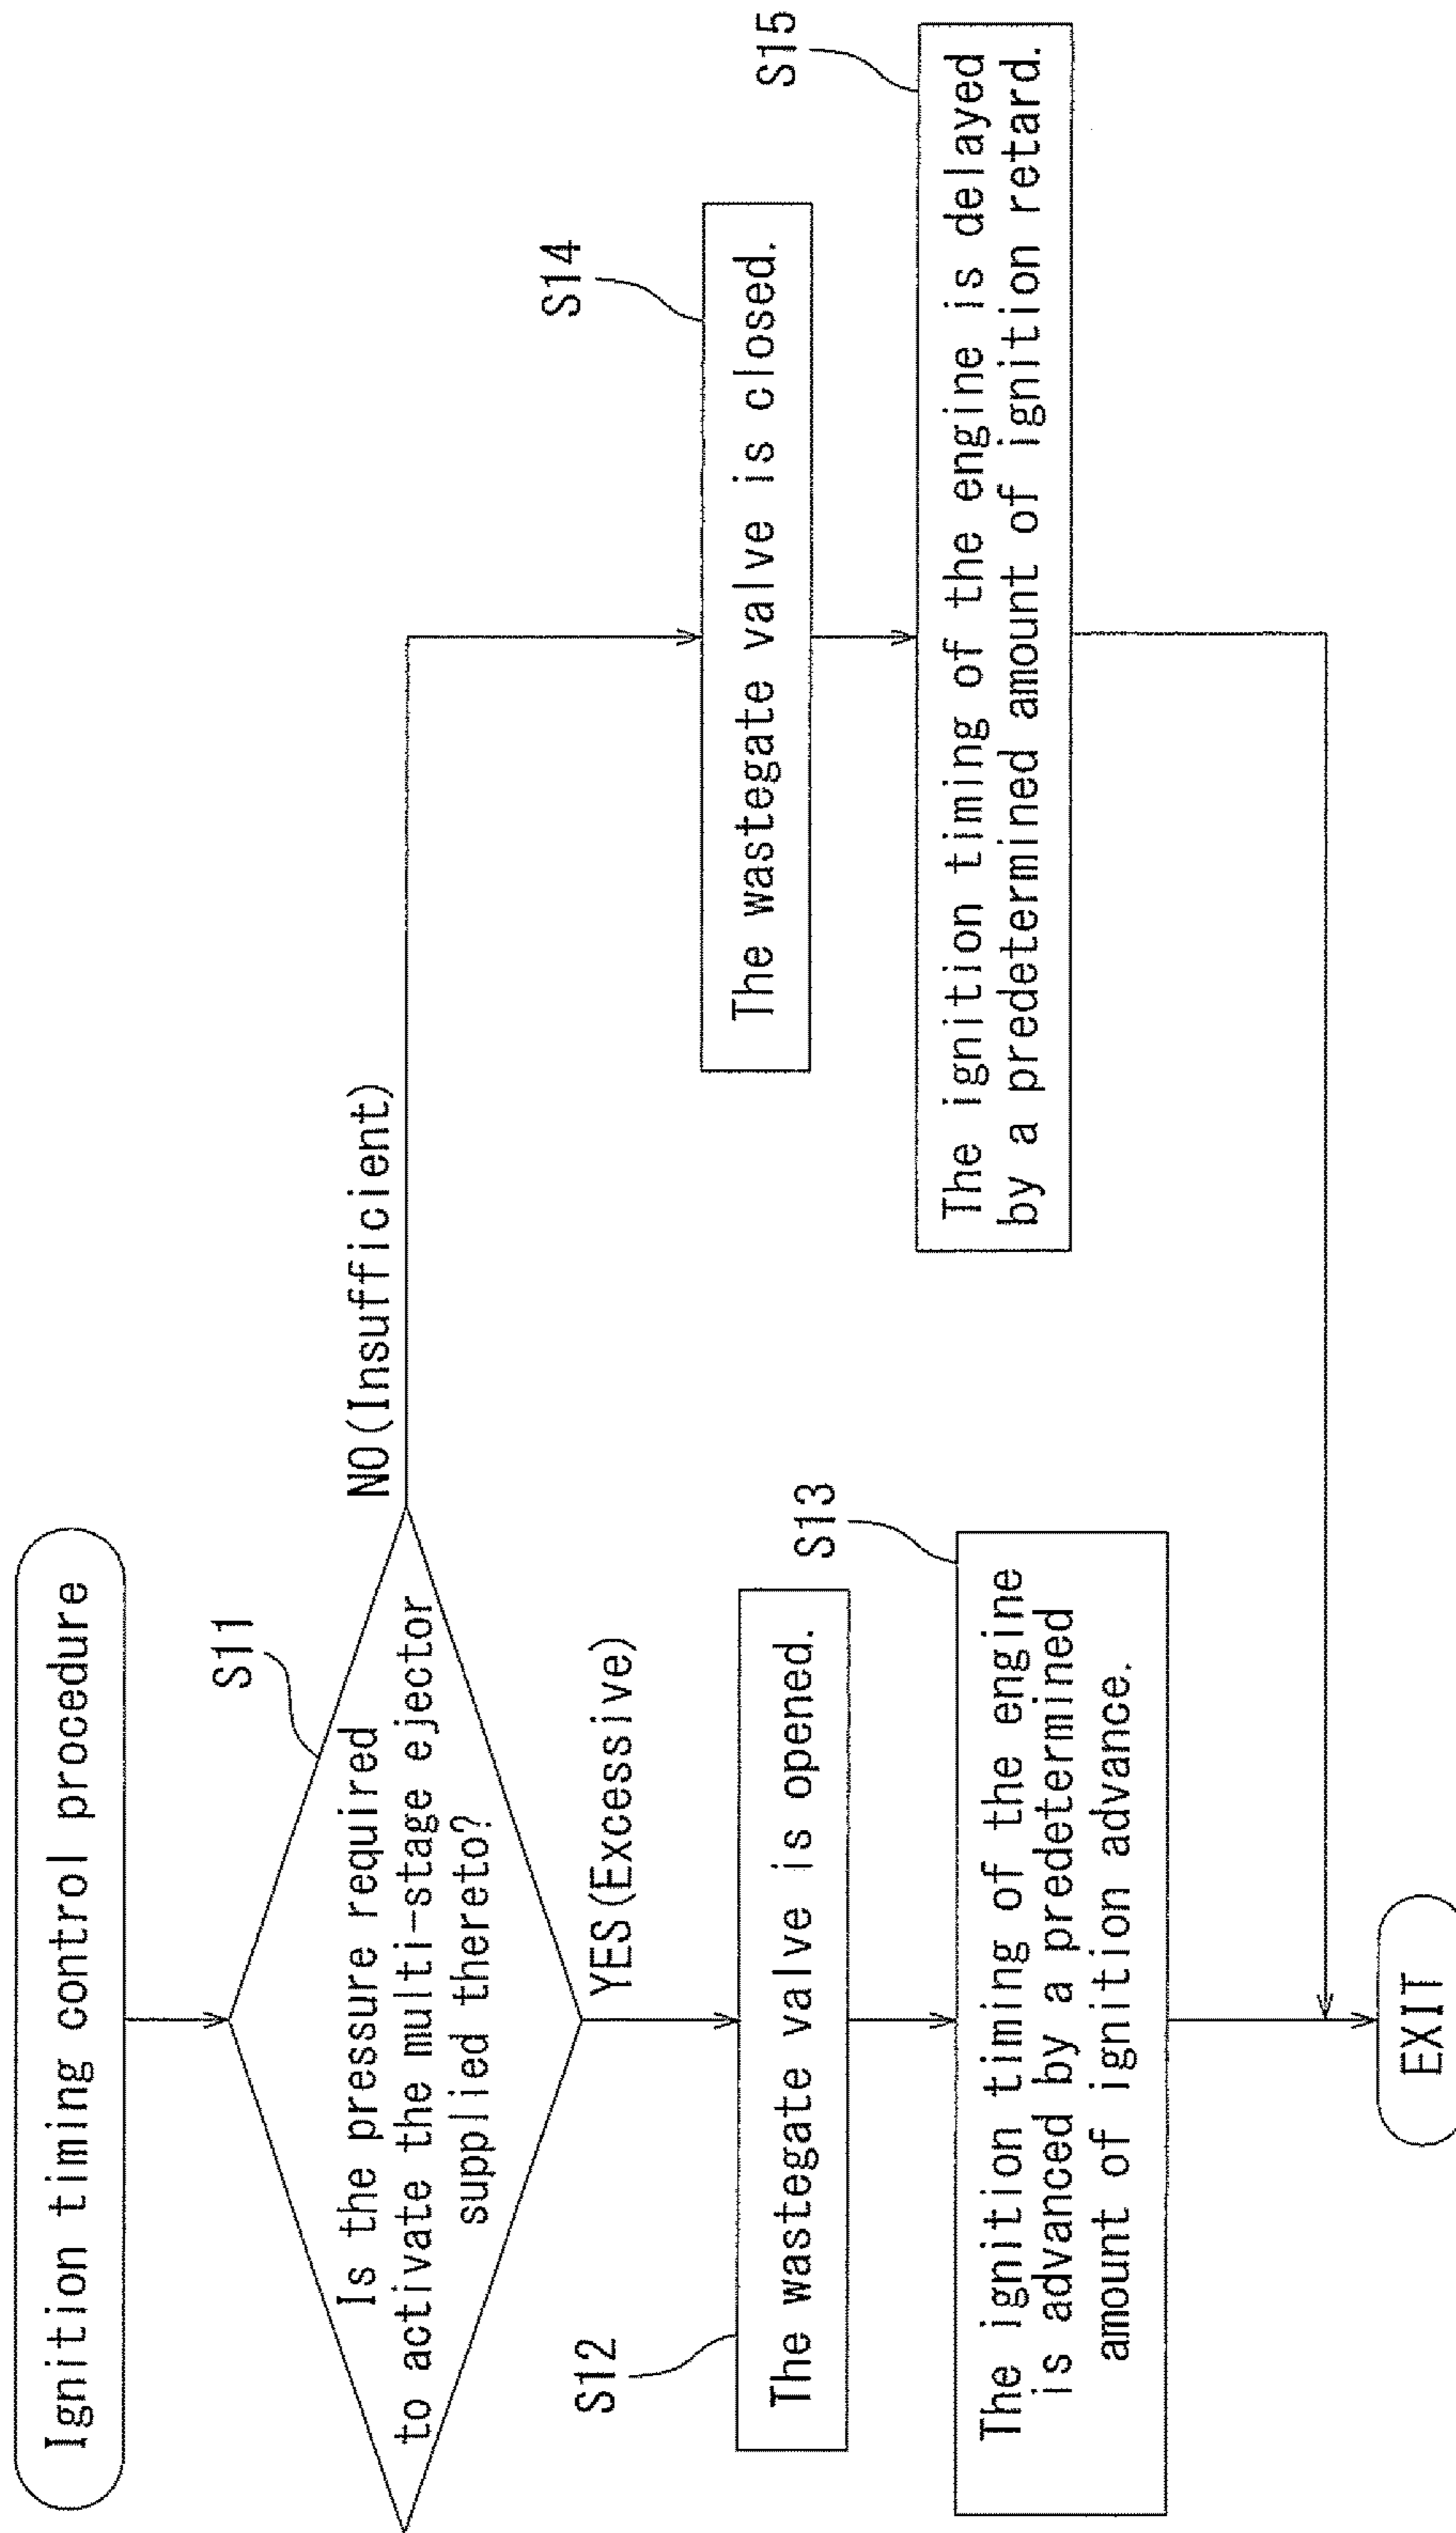 Ignition timing control procedure
S11
Is the pressure required
to activate the multi-stage ejector
supplied thereto?
NO(Insufficient)
YES(Excessive)
S12
The wastegate valve is opened.
S13
The ignition timing of the engine
is advanced by a predetermined
amount of ignition advance.
S14
The wastegate valve is closed.
S15
The ignition timing of the engine is delayed
by a predetermined amount of ignition retard.
EXIT